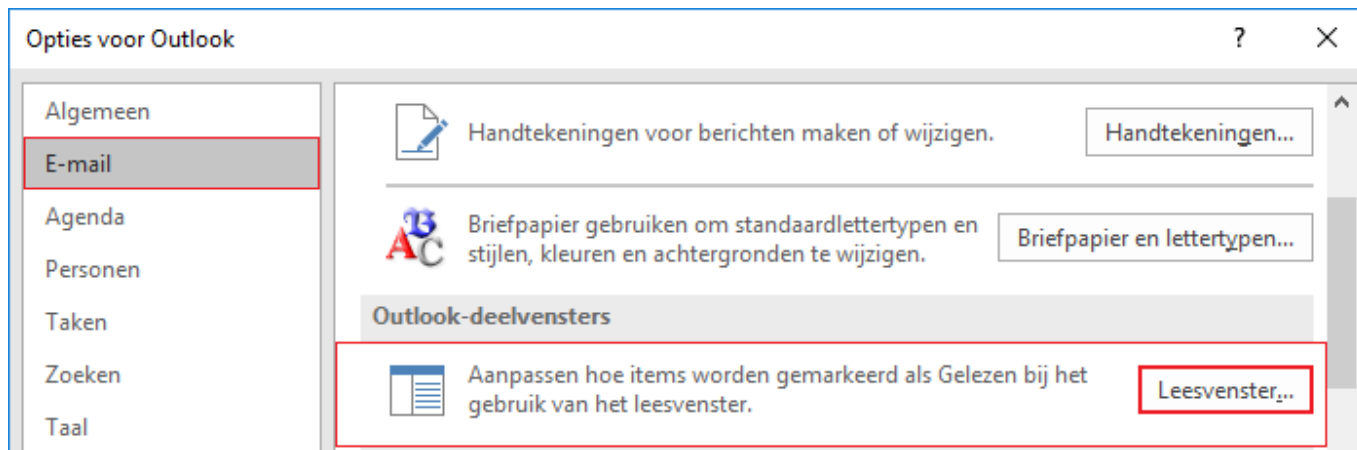 Opties voor Outlook
?
Algemeen
E-mail
Agenda
Personen
Taken
Zoeken
Taal
Handtekeningen voor berichten maken of wijzigen.
Handtekeningen...
Briefpapier gebruiken om standaardlettertypen en
stijlen, kleuren en achtergronden te wijzigen.
Briefpapier en lettertypen...
Outlook-deelvensters
Aanpassen hoe items worden gemarkeerd als Gelezen bij het
gebruik van het leesvenster.
Leesvenster...